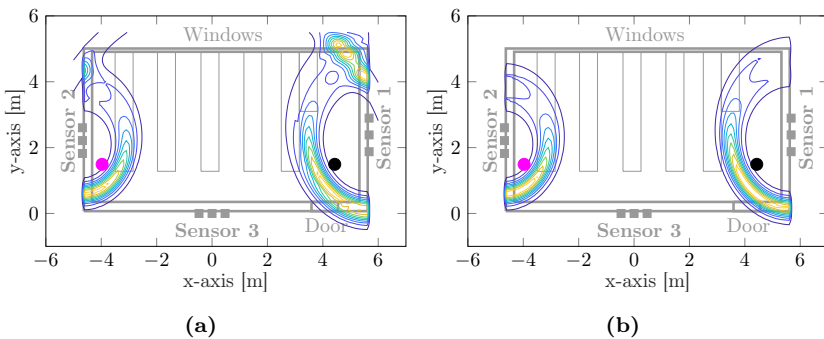 6
4
2
0
y-axis [m]
Windows
Sensor 2
Sensor 1
Sensor 3
Door
−6 −4 −2 0 2 4 6
x-axis [m]
(a)
6
4
2
0
y-axis [m]
Windows
Sensor 2
Sensor 1
Sensor 3
Door
−6 −4 −2 0 2 4 6
x-axis [m]
(b)